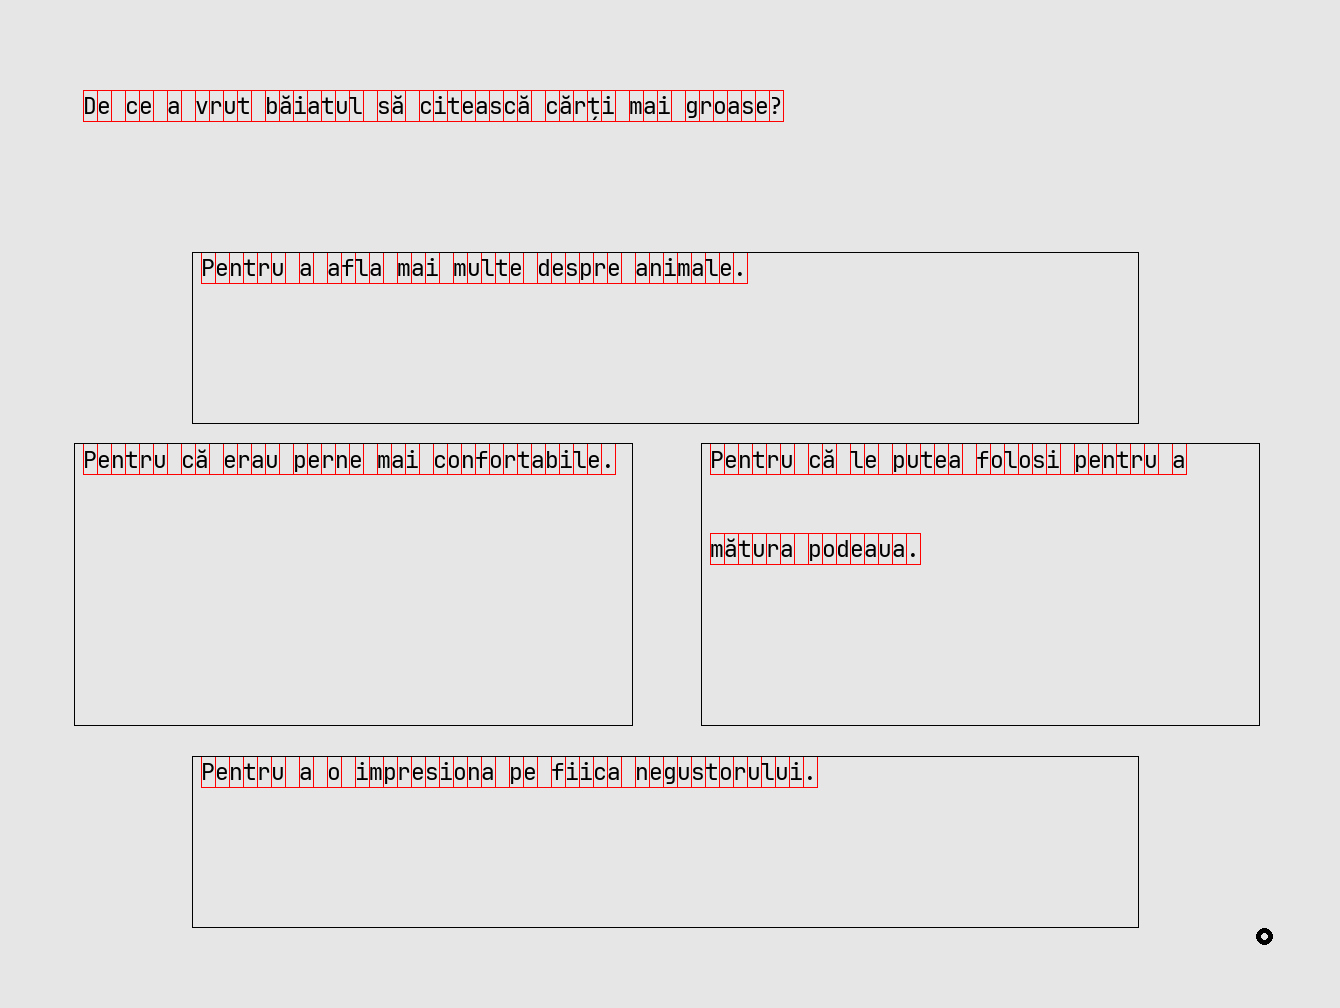 De ce a vrut băiatul să citească cărți mai groase?
Pentru a afla mai multe despre animale.
Pentru că erau perne mai confortabile.
Pentru că le putea folosi pentru a
mătura podeaua.
Pentru a o impresiona pe fiica negustorului.